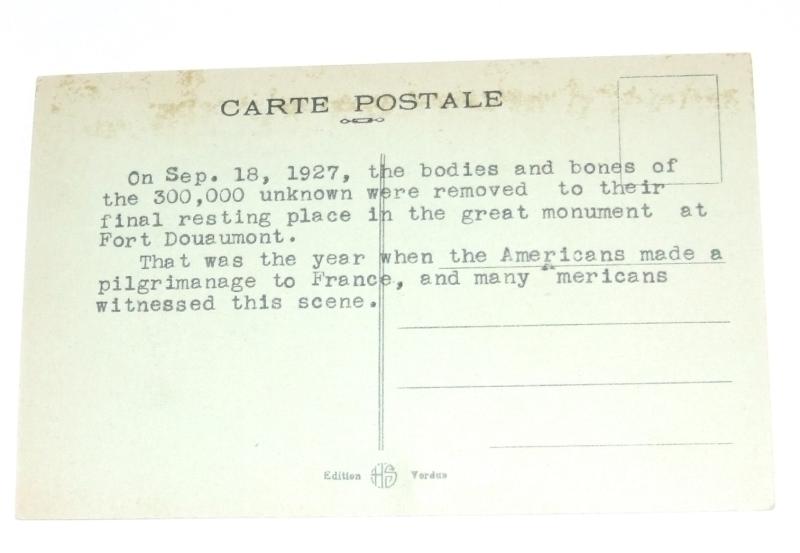 CARTE POSTALE
On Sep. 18, 1927, the bodies and bones of
the 300,000 unknown were removed to their
final resting place in the great monument at
Fort Douaumont.
That was the year when the Americans made a
pilgrimanage to France, and many mericans
witnessed this scene.
Edition HS Verdun